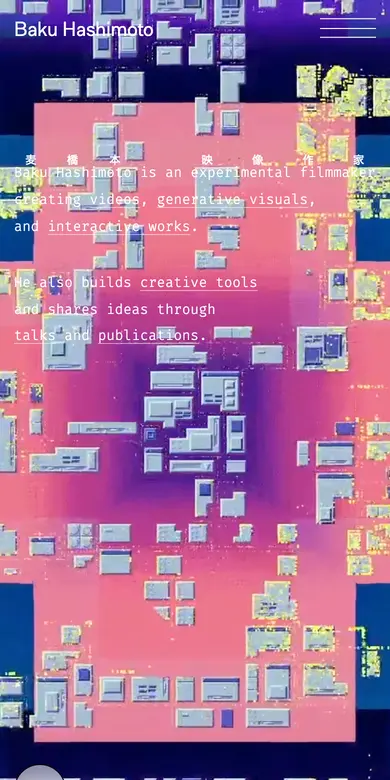 Baku Hashimoto
麦橋本 映像作家
Baku Hashimoto is an experimental filmmaker
creating videos, generative visuals,
and interactive works.
He also builds creative tools
and shares ideas through
talks and publications.